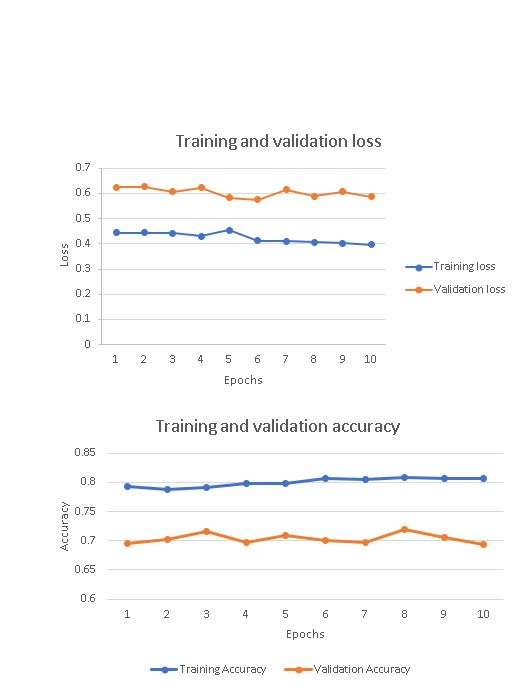 Training and validation loss
0.7
0.6
0.5
0.4
0.3
0.2
0.1
0
Loss
1 2 3 4 5 6 7 8 9 10
Epochs
Training loss
Validation loss
Training and validation accuracy
0.85
0.8
0.75
0.7
0.65
0.6
Accuracy
1 2 3 4 5 6 7 8 9 10
Epochs
Training Accuracy Validation Accuracy